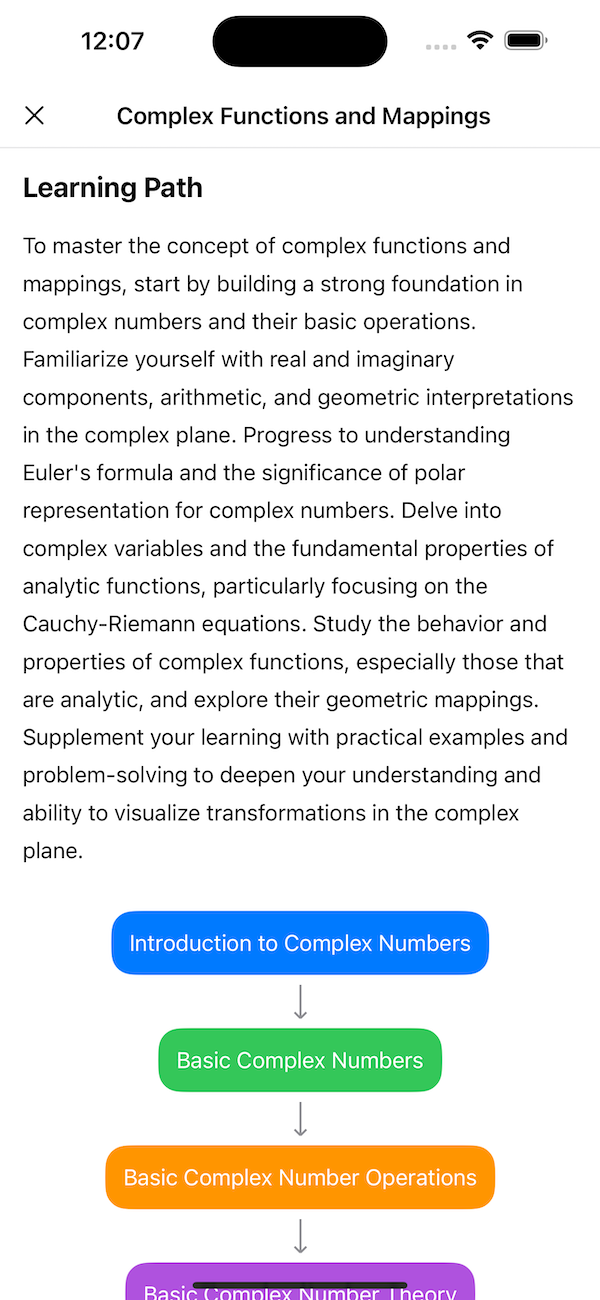 12:07
Complex Functions and Mappings
Learning Path
To master the concept of complex functions and
mappings, start by building a strong foundation in
complex numbers and their basic operations.
Familiarize yourself with real and imaginary
components, arithmetic, and geometric interpretations
in the complex plane. Progress to understanding
Euler's formula and the significance of polar
representation for complex numbers. Delve into
complex variables and the fundamental properties of
analytic functions, particularly focusing on the
Cauchy-Riemann equations. Study the behavior and
properties of complex functions, especially those that
are analytic, and explore their geometric mappings.
Supplement your learning with practical examples and
problem-solving to deepen your understanding and
ability to visualize transformations in the complex
plane.
Introduction to Complex Numbers
Basic Complex Numbers
Basic Complex Number Operations
Basic Complex Number Theory